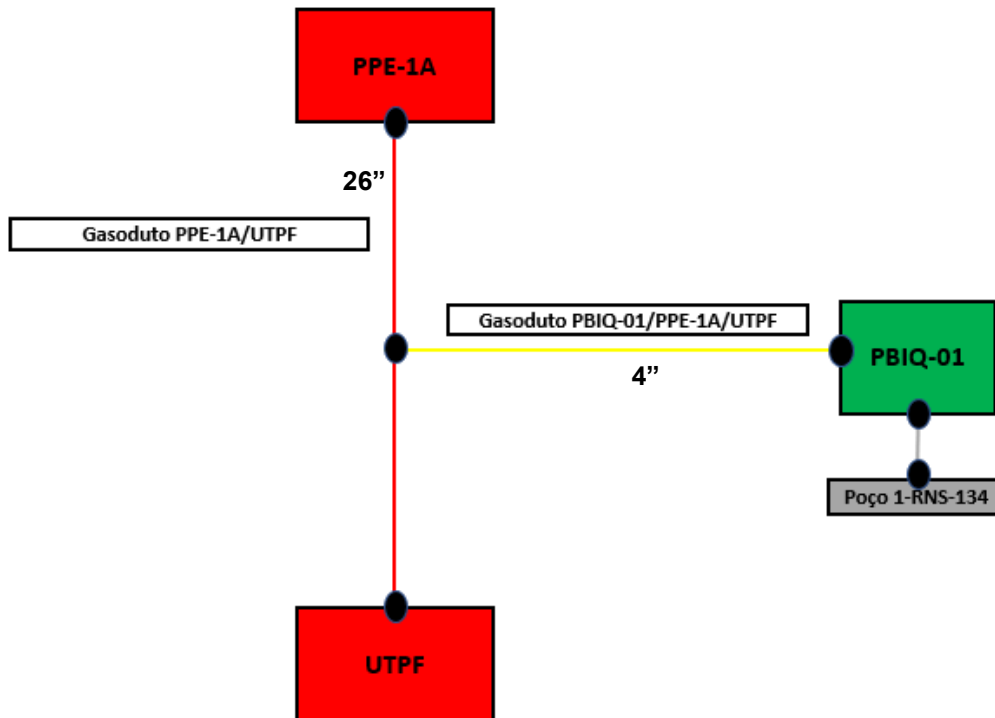 PPE-1A
26”
Gasoduto PPE-1A/UTPF
Gasoduto PBIQ-01/PPE-1A/UTPF
4”
PBIQ-01
Poço 1-RNS-134
UTPF